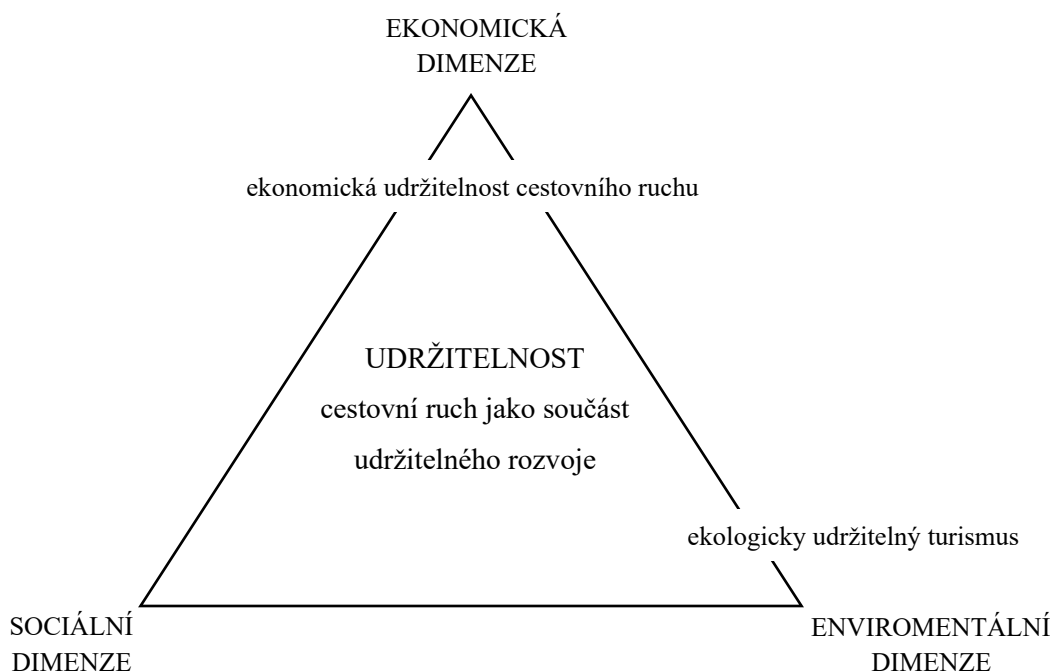 EKONOMICKÁ
DIMENZE
ekonomická udržitelnost cestovního ruchu
UDRŽITELNOST
cestovní ruch jako součást
udržitelného rozvoje
ekologicky udržitelný turismus
SOCIÁLNÍ
DIMENZE
ENVIROMENTÁLNÍ
DIMENZE